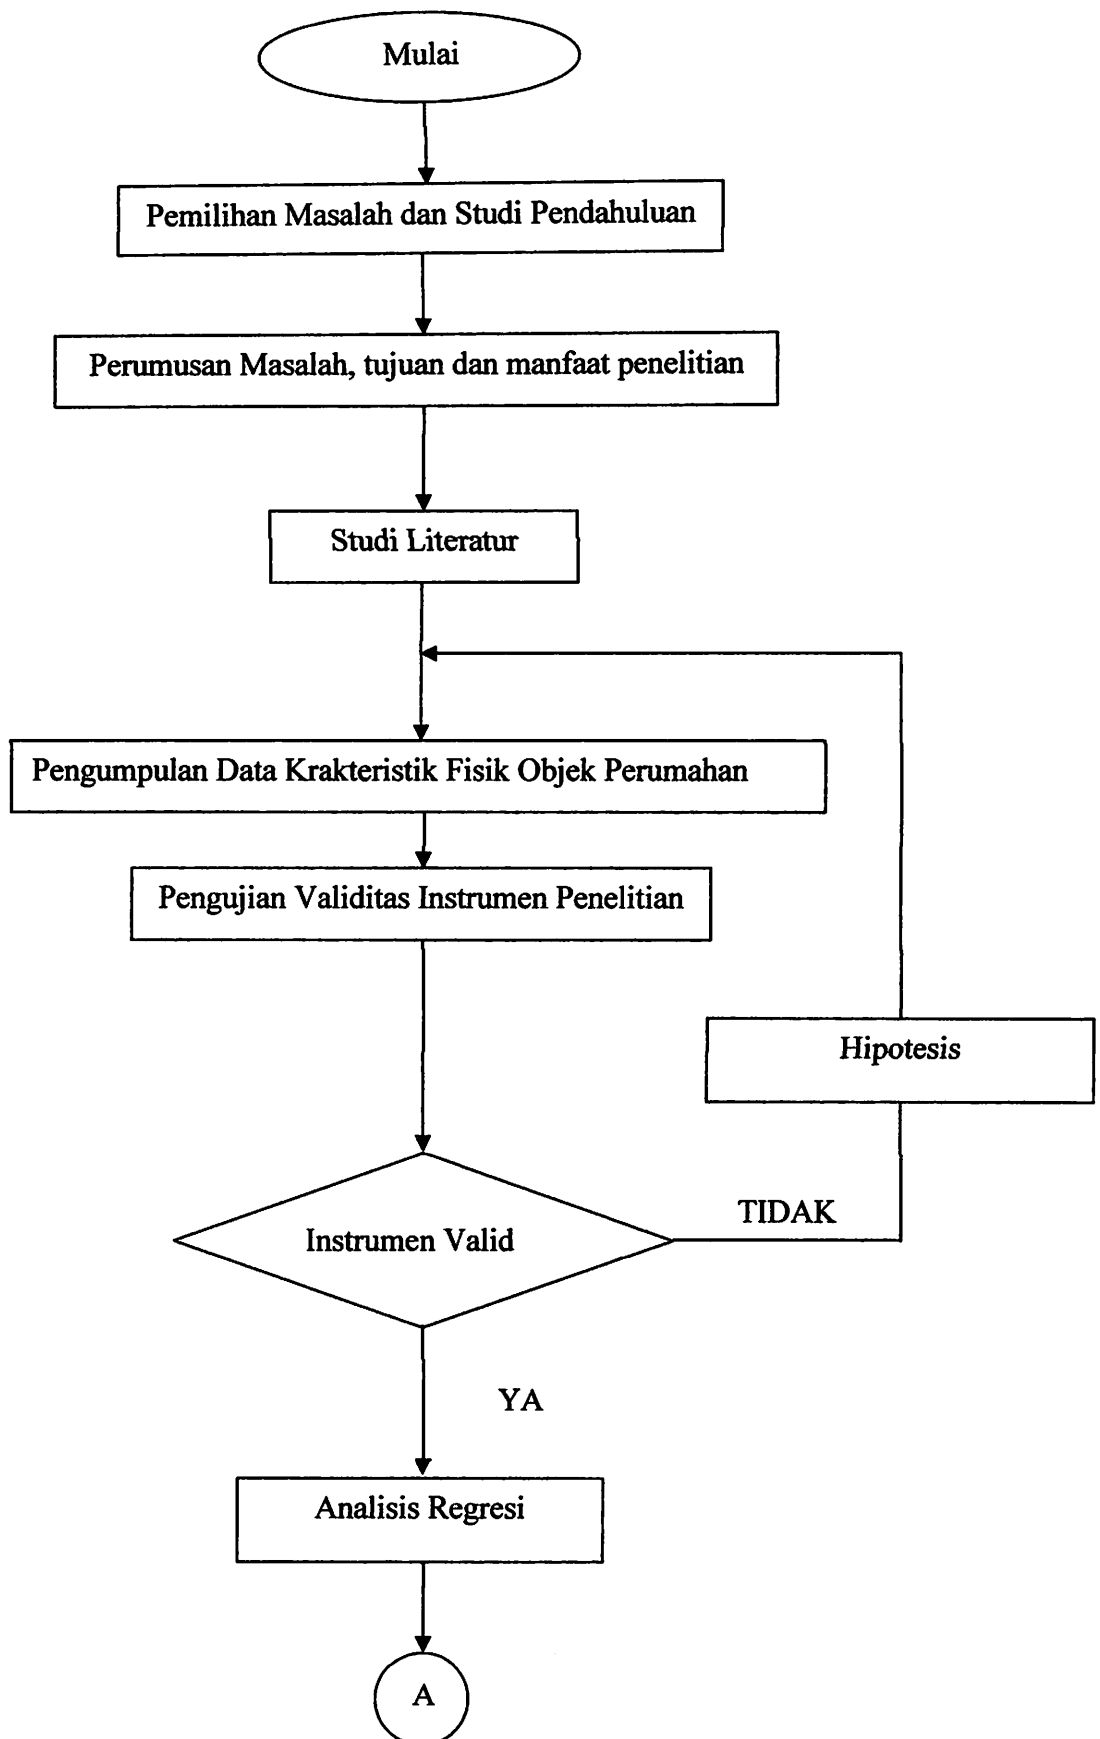 Mulai
Pemilihan Masalah dan Studi Pendahuluan
Perumusan Masalah, tujuan dan manfaat penelitian
Studi Literatur
Pengumpulan Data Krakteristik Fisik Objek Perumahan
Pengujian Validitas Instrumen Penelitian
Hipotesis
TIDAK
Instrumen Valid
YA
Analisis Regresi
A